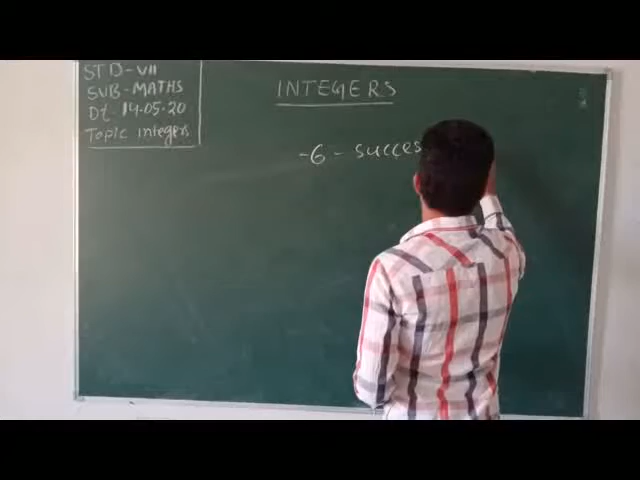 STD - VII
SUB - MATHS
Dt 14.05.20
Topic integers
INTEGERS
-6 - succes